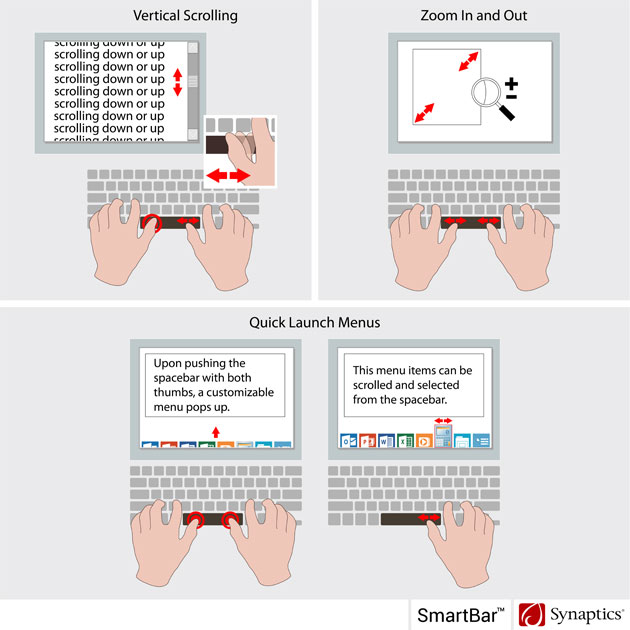 Vertical Scrolling
scrolling down or up
scrolling down or up
scrolling down or up
scrolling down or up
scrolling down or up
scrolling down or up
scrolling down or up
scrolling down or up
scrolling down or up
Zoom In and Out
+
−
Quick Launch Menus
Upon pushing the
spacebar with both
thumbs, a customizable
menu pops up.
This menu items can be
scrolled and selected
from the spacebar.
SmartBar™
Synaptics®